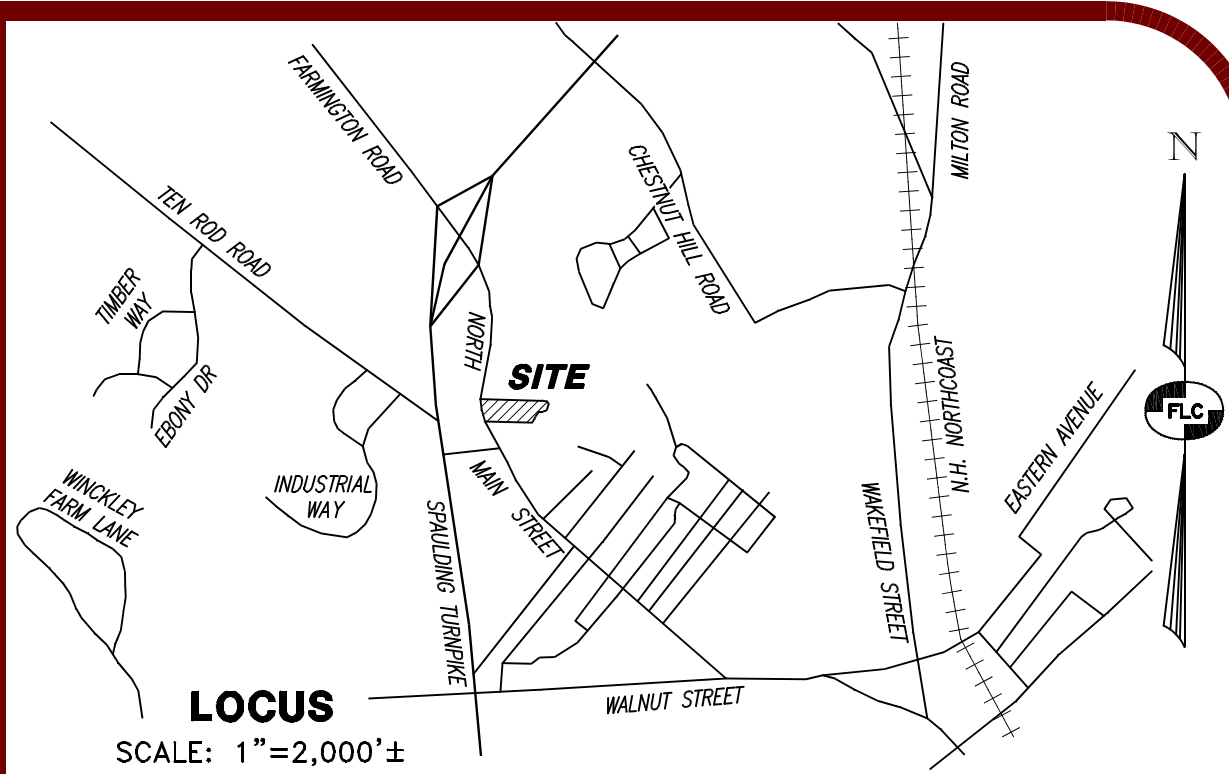 FARMINGTON ROAD
MILTON ROAD
N
CHESTNUT HILL ROAD
TEN ROD ROAD
TIMBER
WAY
NORTH
SITE
EBONY DR
N.H. NORTHCOAST
FLC
EASTERN AVENUE
WINCKLEY
FARM LANE
INDUSTRIAL
WAY
MAIN STREET
SPAULDING TURNPIKE
WAKEFIELD STREET
WALNUT STREET
LOCUS
SCALE: 1"=2,000'±